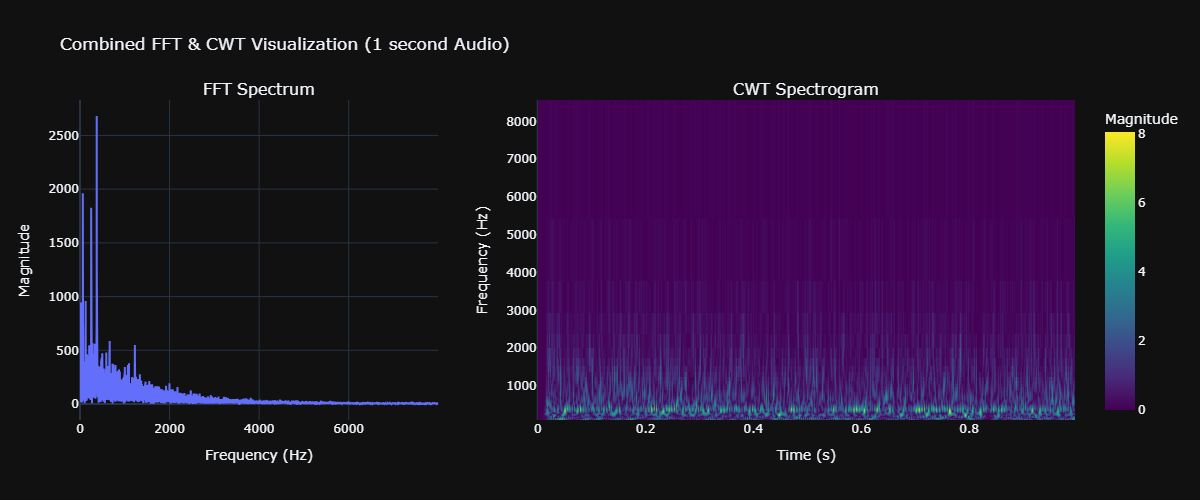 Combined FFT & CWT Visualization (1 second Audio)
FFT Spectrum
Magnitude
2500
2000
1500
1000
500
0
0 2000 4000 6000
Frequency (Hz)
CWT Spectrogram
Frequency (Hz)
8000
7000
6000
5000
4000
3000
2000
1000
0 0.2 0.4 0.6 0.8
Time (s)
Magnitude
8
6
4
2
0